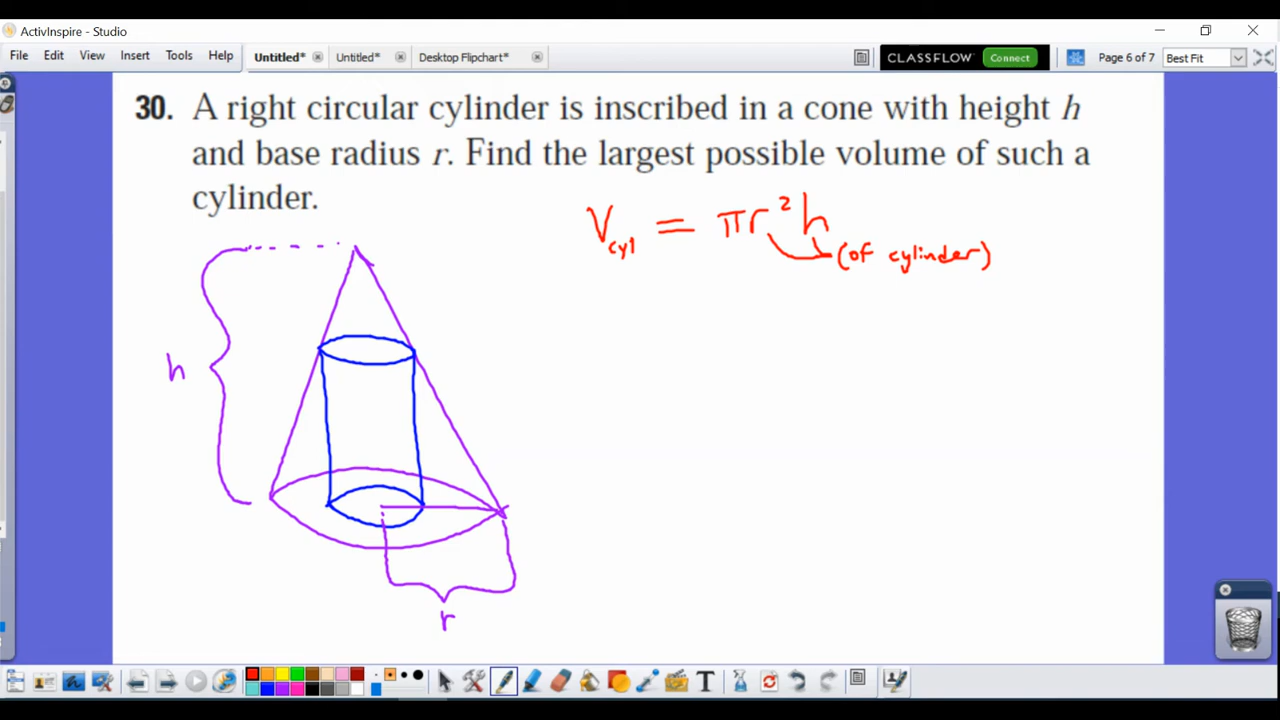 ActivInspire - Studio
File Edit View Insert Tools Help Untitled* Untitled* Desktop Flipchart* CLASSFLOW Connect Page 6 of 7 Best Fit
30. A right circular cylinder is inscribed in a cone with height h
and base radius r. Find the largest possible volume of such a
cylinder.
Vcyl = πr²h
(of cylinder)
h
r
T